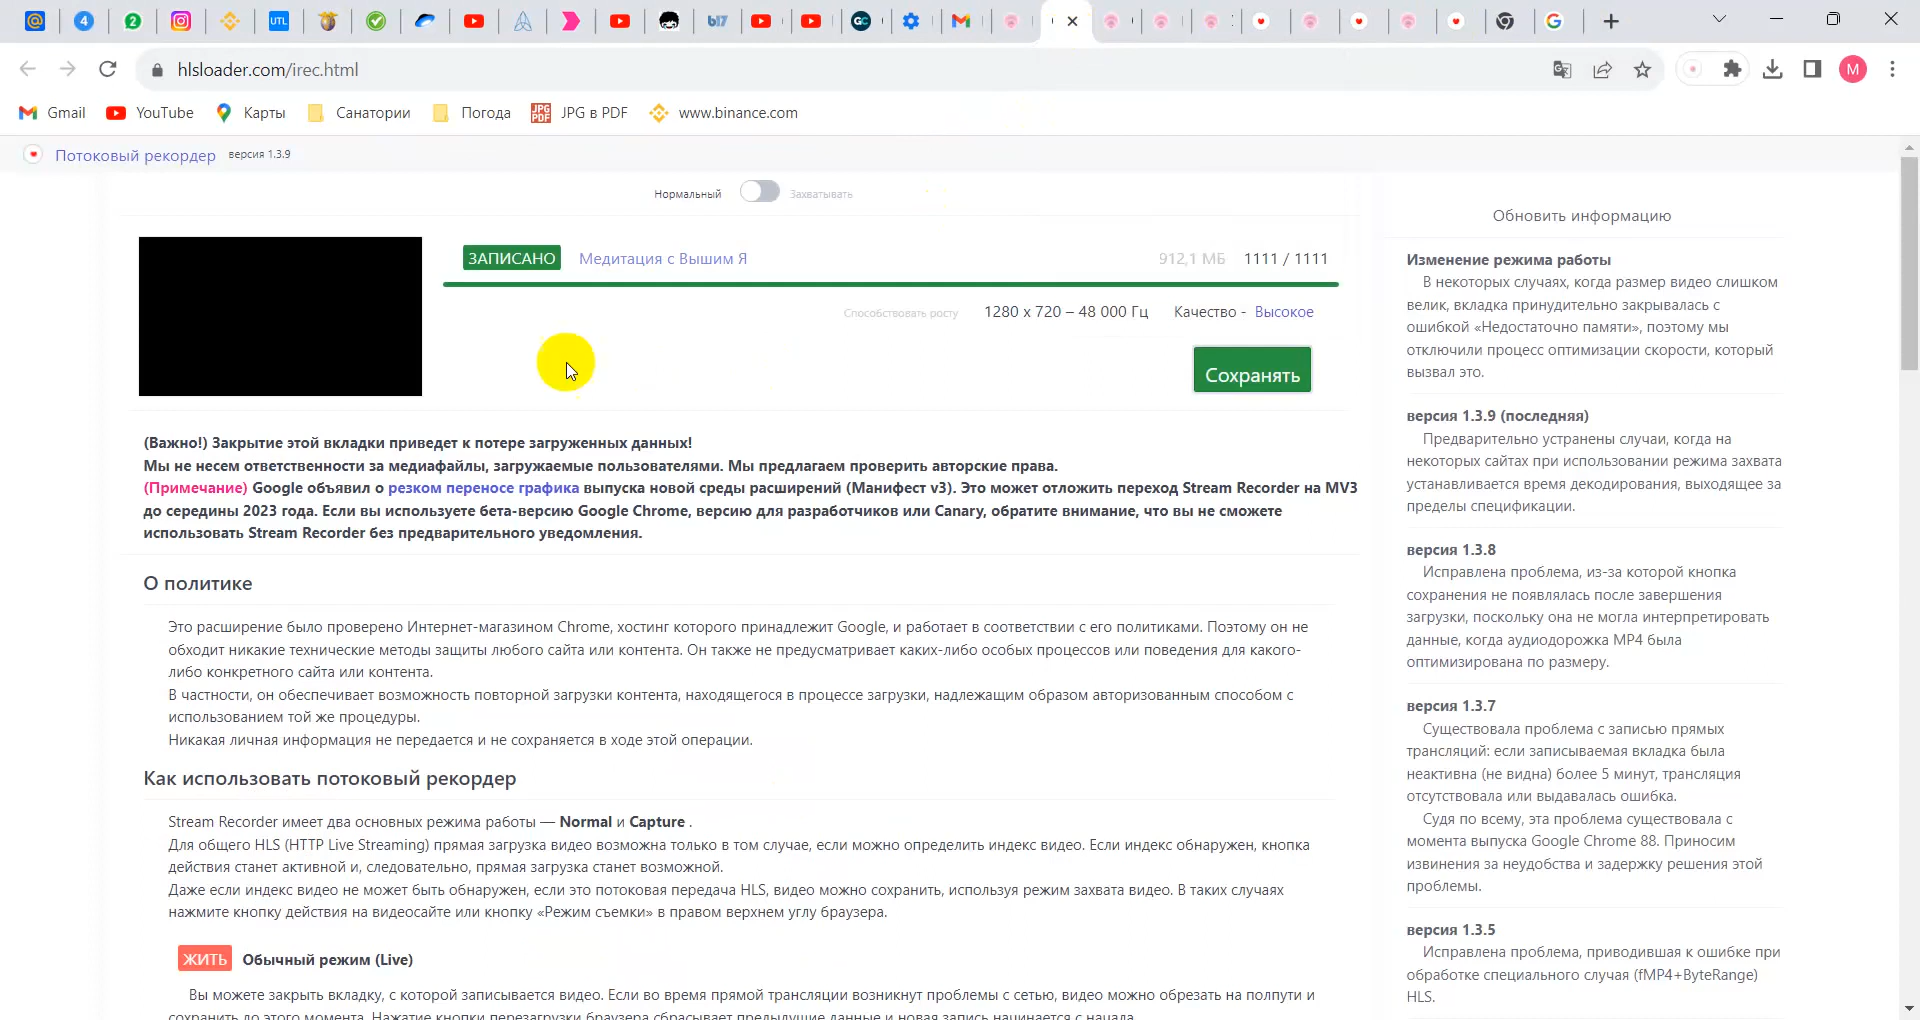 4
2
UTL
b17
GC
hlsloader.com/irec.html
M
Gmail
YouTube
Карты
Санатории
Погода
JPG PDF
JPG в PDF
www.binance.com
Потоковый рекордер
версия 1.3.9
Нормальный
Захватывать
ЗАПИСАНО
Медитация с Вышим Я
912,1 МБ
1111 / 1111
Способствовать росту
1280 x 720 – 48 000 Гц
Качество - Высокое
Сохранять
(Важно!) Закрытие этой вкладки приведет к потере загруженных данных!
Мы не несем ответственности за медиафайлы, загружаемые пользователями. Мы предлагаем проверить авторские права.
(Примечание) Google объявил о резком переносе графика выпуска новой среды расширений (Манифест v3). Это может отложить переход Stream Recorder на MV3
до середины 2023 года. Если вы используете бета-версию Google Chrome, версию для разработчиков или Canary, обратите внимание, что вы не сможете
использовать Stream Recorder без предварительного уведомления.
О политике
Это расширение было проверено Интернет-магазином Chrome, хостинг которого принадлежит Google, и работает в соответствии с его политиками. Поэтому он не
обходит никакие технические методы защиты любого сайта или контента. Он также не предусматривает каких-либо особых процессов или поведения для какого-
либо конкретного сайта или контента.
В частности, он обеспечивает возможность повторной загрузки контента, находящегося в процессе загрузки, надлежащим образом авторизованным способом с
использованием той же процедуры.
Никакая личная информация не передается и не сохраняется в ходе этой операции.
Как использовать потоковый рекордер
Stream Recorder имеет два основных режима работы — Normal и Capture .
Для общего HLS (HTTP Live Streaming) прямая загрузка видео возможна только в том случае, если можно определить индекс видео. Если индекс обнаружен, кнопка
действия станет активной и, следовательно, прямая загрузка станет возможной.
Даже если индекс видео не может быть обнаружен, если это потоковая передача HLS, видео можно сохранить, используя режим захвата видео. В таких случаях
нажмите кнопку действия на видеосайте или кнопку «Режим съемки» в правом верхнем углу браузера.
ЖИТЬ
Обычный режим (Live)
Вы можете закрыть вкладку, с которой записывается видео. Если во время прямой трансляции возникнут проблемы с сетью, видео можно обрезать на полпути и
сохранить до этого момента. Нажатие кнопки перезагрузки браузера сбрасывает предыдущие данные и новая запись начинается с начала.
Обновить информацию
Изменение режима работы
В некоторых случаях, когда размер видео слишком
велик, вкладка принудительно закрывалась с
ошибкой «Недостаточно памяти», поэтому мы
отключили процесс оптимизации скорости, который
вызвал это.
версия 1.3.9 (последняя)
Предварительно устранены случаи, когда на
некоторых сайтах при использовании режима захвата
устанавливается время декодирования, выходящее за
пределы спецификации.
версия 1.3.8
Исправлена проблема, из-за которой кнопка
сохранения не появлялась после завершения
загрузки, поскольку она не могла интерпретировать
данные, когда аудиодорожка MP4 была
оптимизирована по размеру.
версия 1.3.7
Существовала проблема с записью прямых
трансляций: если записываемая вкладка была
неактивна (не видна) более 5 минут, трансляция
отсутствовала или выдавалась ошибка.
Судя по всему, эта проблема существовала с
момента выпуска Google Chrome 88. Приносим
извинения за неудобства и задержку решения этой
проблемы.
версия 1.3.5
Исправлена проблема, приводившая к ошибке при
обработке специального случая (fMP4+ByteRange)
HLS.